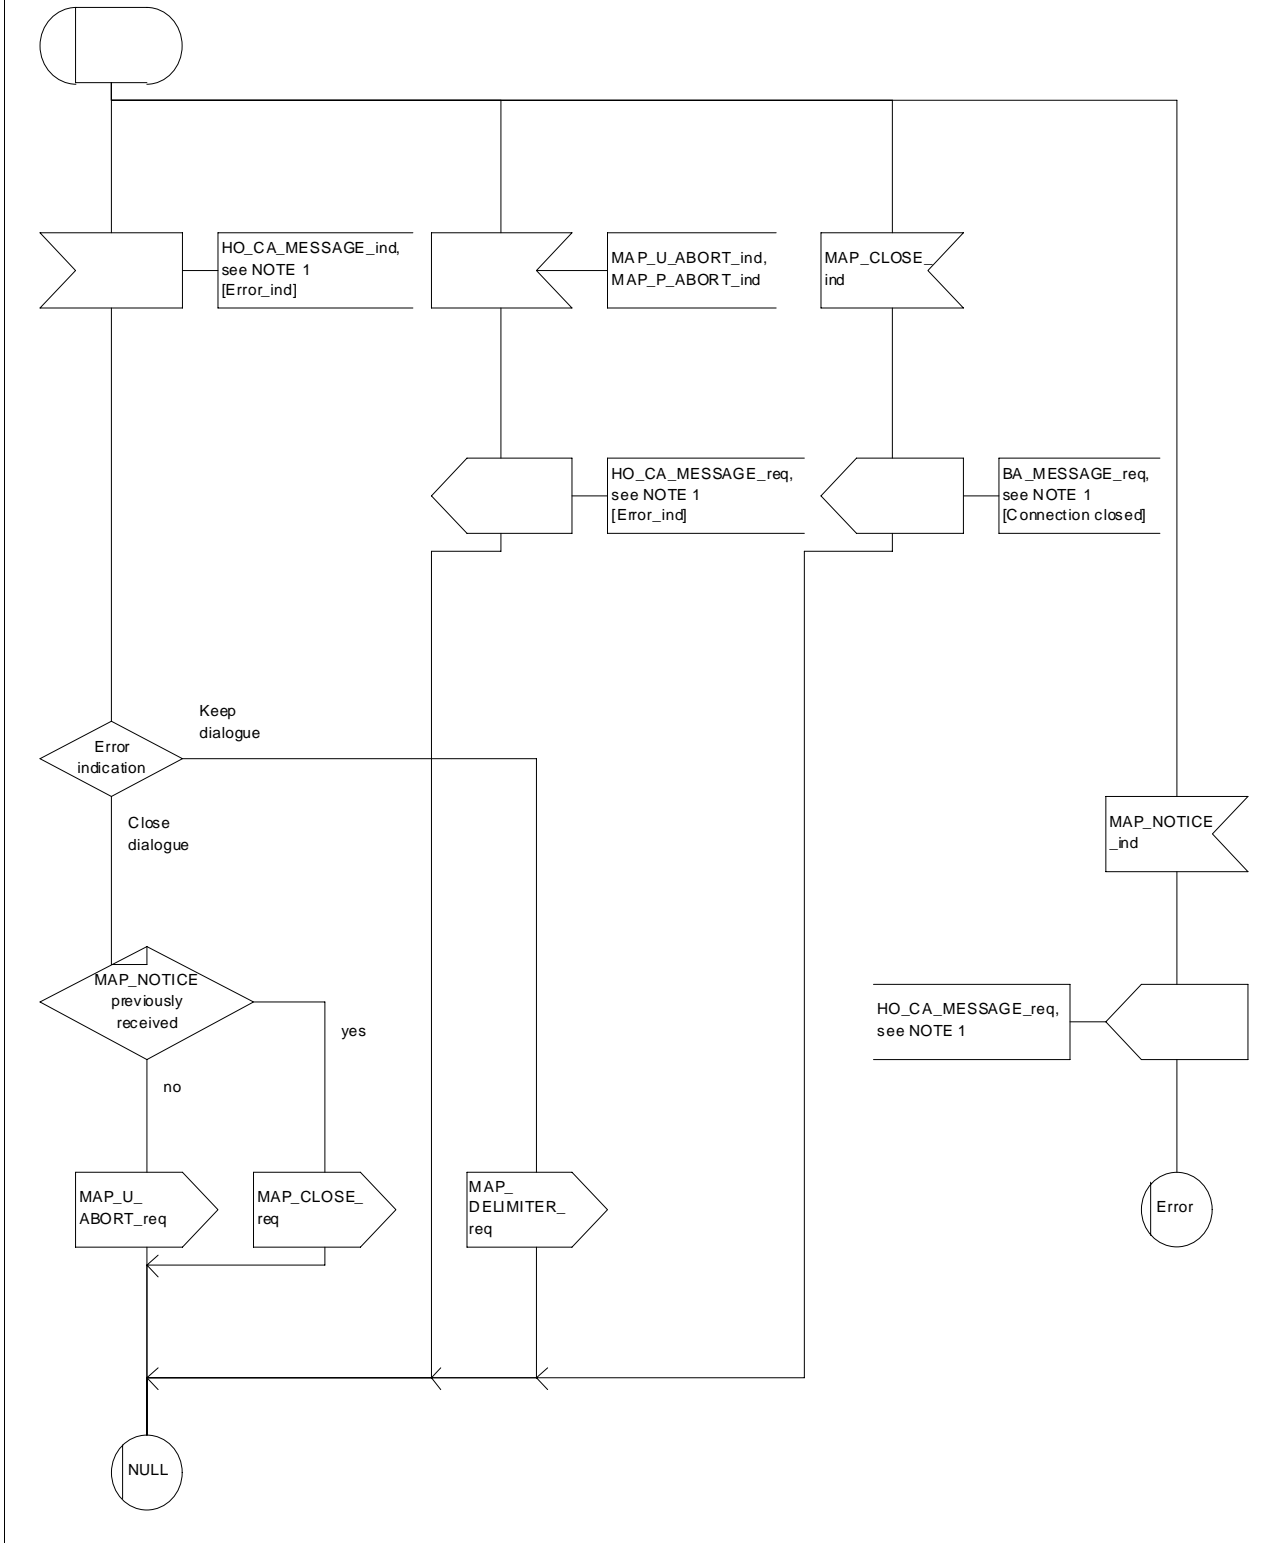 HO_CA_MESSAGE_ind,
see NOTE 1
[Error_ind]
MAP_U_ABORT_ind,
MAP_P_ABORT_ind
MAP_CLOSE_
ind
HO_CA_MESSAGE_req,
see NOTE 1
[Error_ind]
BA_MESSAGE_req,
see NOTE 1
[Connection closed]
Keep
dialogue
Error
indication
Close
dialogue
MAP_NOTICE
_ind
MAP_NOTICE
previously
received
yes
no
HO_CA_MESSAGE_req,
see NOTE 1
MAP_U_
ABORT_req
MAP_CLOSE_
req
MAP_
DELIMITER_
req
Error
NULL